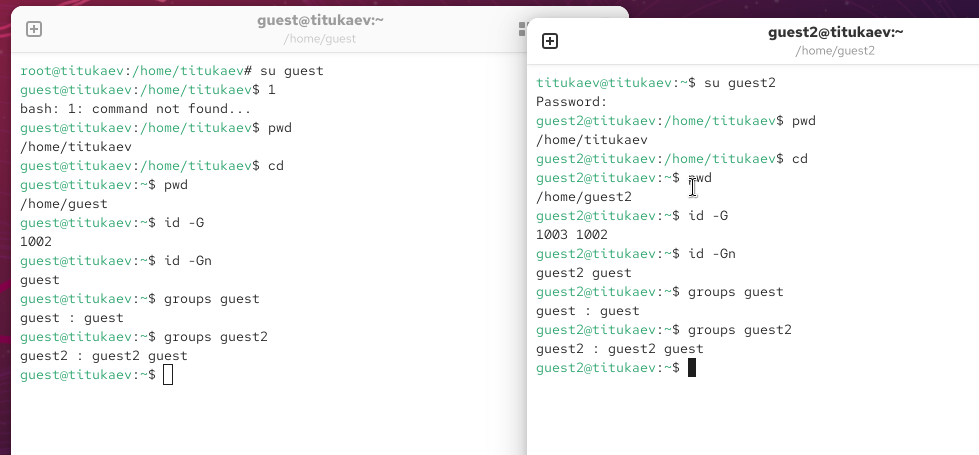 guest@titukaev:~
/home/guest
root@titukaev:/home/titukaev# su guest
guest@titukaev:/home/titukaev$ 1
bash: 1: command not found...
guest@titukaev:/home/titukaev$ pwd
/home/titukaev
guest@titukaev:/home/titukaev$ cd
guest@titukaev:~$ pwd
/home/guest
guest@titukaev:~$ id -G
1002
guest@titukaev:~$ id -Gn
guest
guest@titukaev:~$ groups guest
guest : guest
guest@titukaev:~$ groups guest2
guest2 : guest2 guest
guest@titukaev:~$
guest2@titukaev:~
/home/guest2
titukaev@titukaev:~$ su guest2
Password:
guest2@titukaev:/home/titukaev$ pwd
/home/titukaev
guest2@titukaev:/home/titukaev$ cd
guest2@titukaev:~$ pwd
/home/guest2
guest2@titukaev:~$ id -G
1003 1002
guest2@titukaev:~$ id -Gn
guest2 guest
guest2@titukaev:~$ groups guest
guest : guest
guest2@titukaev:~$ groups guest2
guest2 : guest2 guest
guest2@titukaev:~$